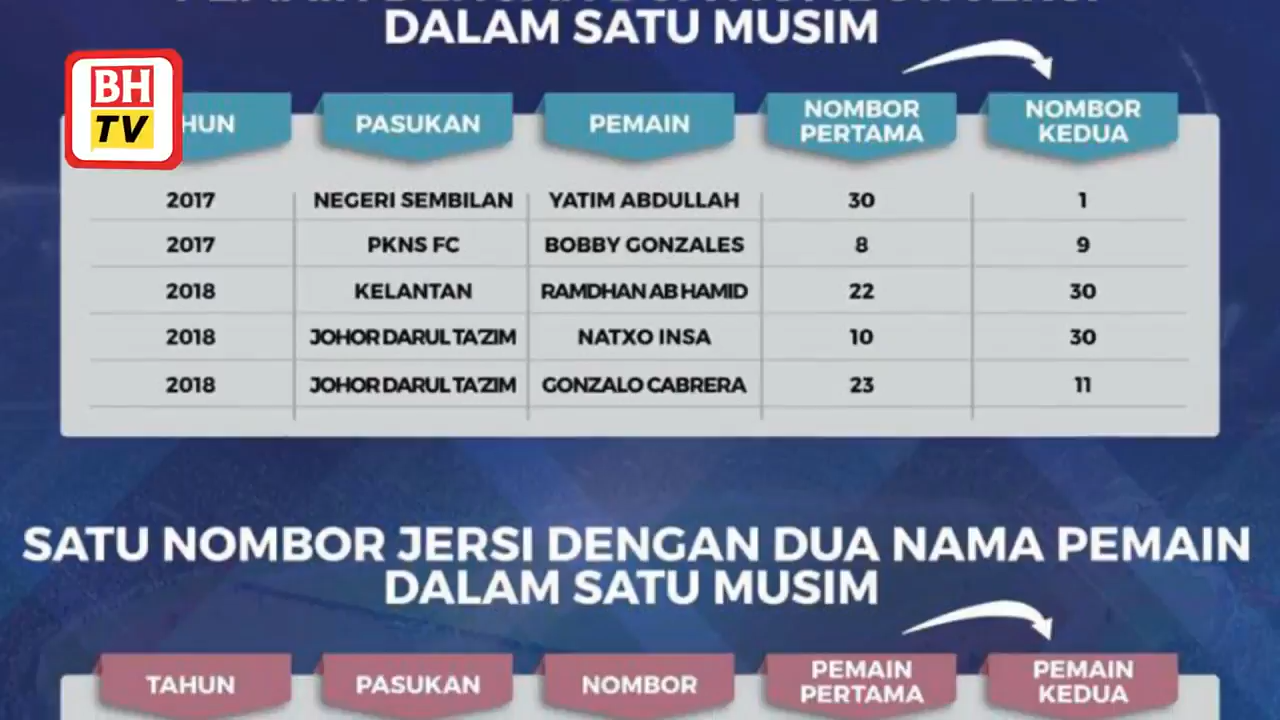 DALAM SATU MUSIM
BH
TV
HUN PASUKAN PEMAIN NOMBOR PERTAMA NOMBOR KEDUA
2017 NEGERI SEMBILAN YATIM ABDULLAH 30 1
2017 PKNS FC BOBBY GONZALES 8 9
2018 KELANTAN RAMDHAN AB HAMID 22 30
2018 JOHOR DARUL TA'ZIM NATXO INSA 10 30
2018 JOHOR DARUL TA'ZIM GONZALO CABRERA 23 11
SATU NOMBOR JERSI DENGAN DUA NAMA PEMAIN
DALAM SATU MUSIM
TAHUN PASUKAN NOMBOR PEMAIN PERTAMA PEMAIN KEDUA